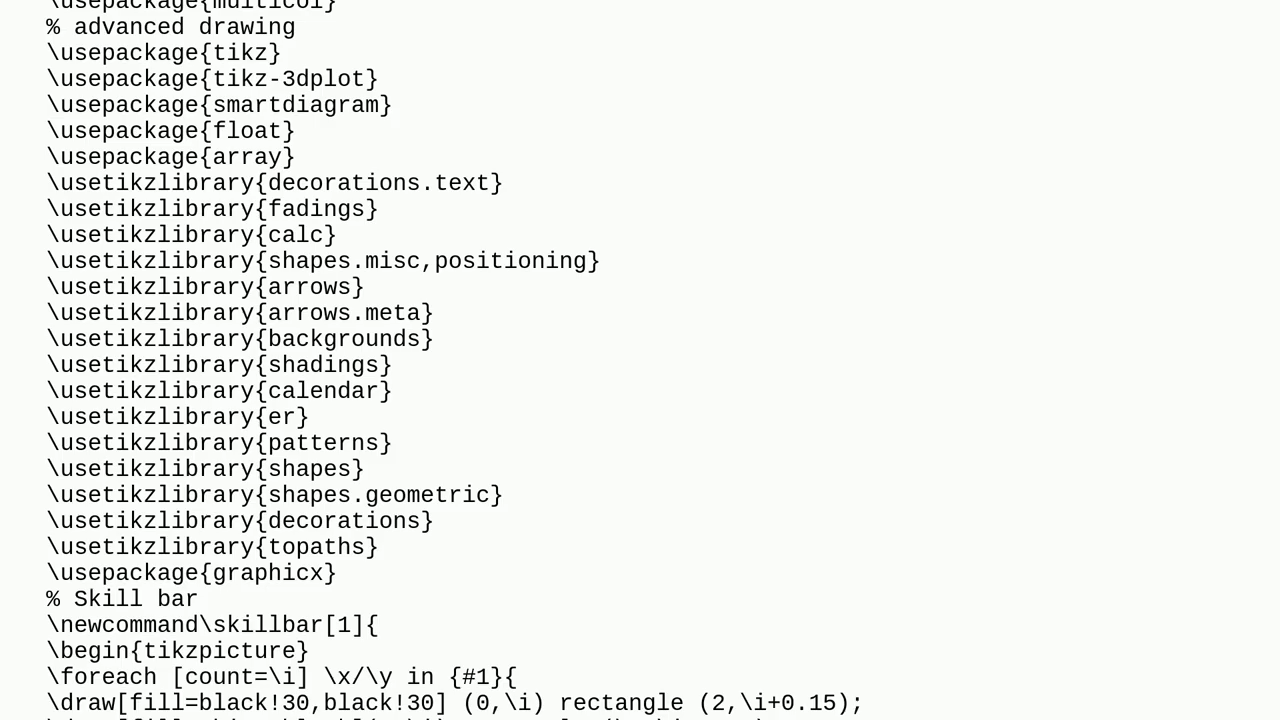 \usepackage{multicol}
% advanced drawing
\usepackage{tikz}
\usepackage{tikz-3dplot}
\usepackage{smartdiagram}
\usepackage{float}
\usepackage{array}
\usetikzlibrary{decorations.text}
\usetikzlibrary{fadings}
\usetikzlibrary{calc}
\usetikzlibrary{shapes.misc,positioning}
\usetikzlibrary{arrows}
\usetikzlibrary{arrows.meta}
\usetikzlibrary{backgrounds}
\usetikzlibrary{shadings}
\usetikzlibrary{calendar}
\usetikzlibrary{er}
\usetikzlibrary{patterns}
\usetikzlibrary{shapes}
\usetikzlibrary{shapes.geometric}
\usetikzlibrary{decorations}
\usetikzlibrary{topaths}
\usepackage{graphicx}
% Skill bar
\newcommand\skillbar[1]{
\begin{tikzpicture}
\foreach [count=\i] \x/\y in {#1}{
\draw[fill=black!30,black!30] (0,\i) rectangle (2,\i+0.15);